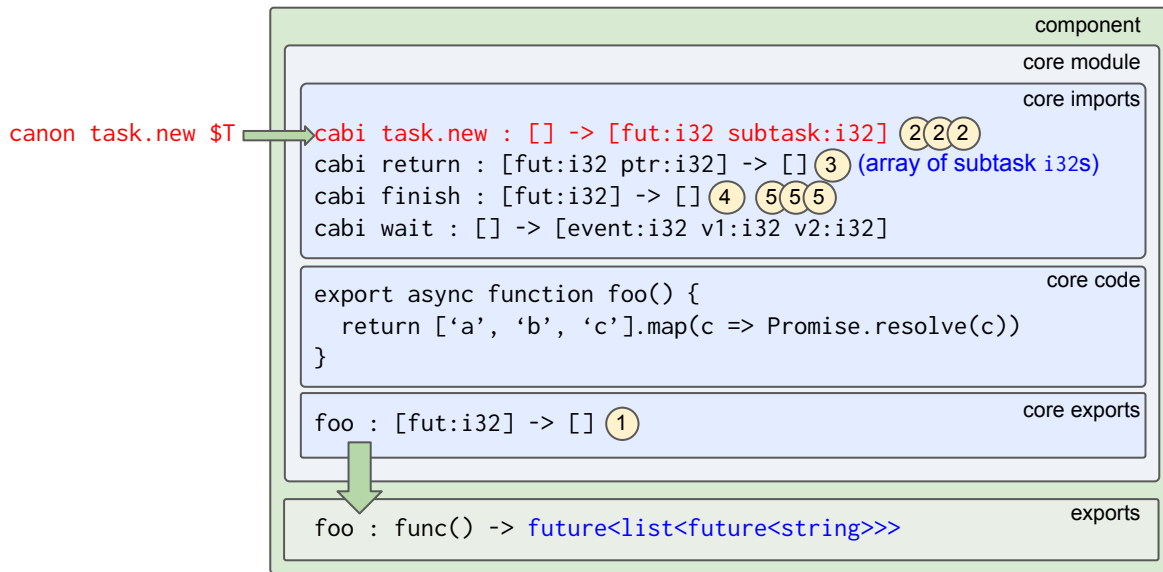 component
core module
core imports
canon task.new $T
cabi task.new : [] -> [fut:i32 subtask:i32] 2 2 2
cabi return : [fut:i32 ptr:i32] -> [] 3 (array of subtask i32s)
cabi finish : [fut:i32] -> [] 4 5 5 5
cabi wait : [] -> [event:i32 v1:i32 v2:i32]
core code
export async function foo() {
  return [‘a’, ‘b’, ‘c’].map(c => Promise.resolve(c))
}
core exports
foo : [fut:i32] -> [] 1
exports
foo : func() -> future<list<future<string>>>